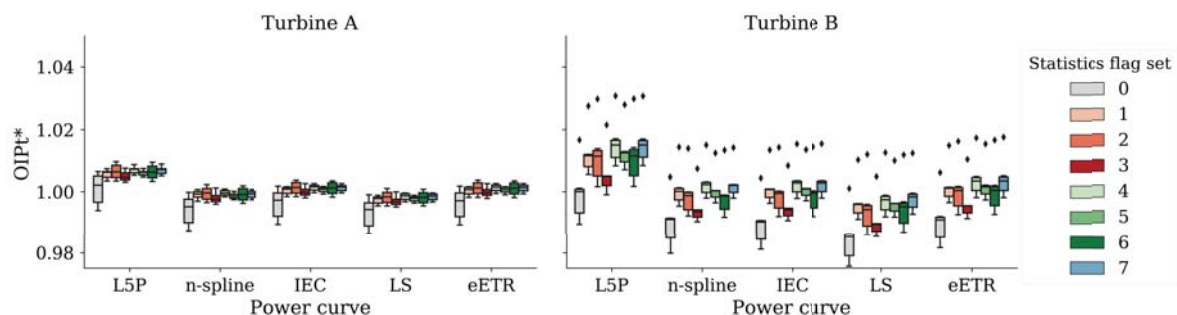 Turbine A
Turbine B
OIPt*
1.04
1.02
1.00
0.98
L5P n-spline IEC LS eETR
Power curve
L5P n-spline IEC LS eETR
Power curve
Statistics flag set
0
1
2
3
4
5
6
7